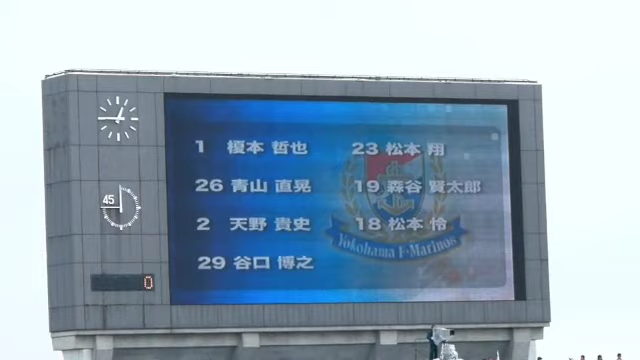 1 榎本 哲也
23 松本 翔
26 青山 直晃
19 森谷 賢太郎
2 天野 貴史
18 松本 怜
29 谷口 博之
Yokohama F·Marinos
45
0